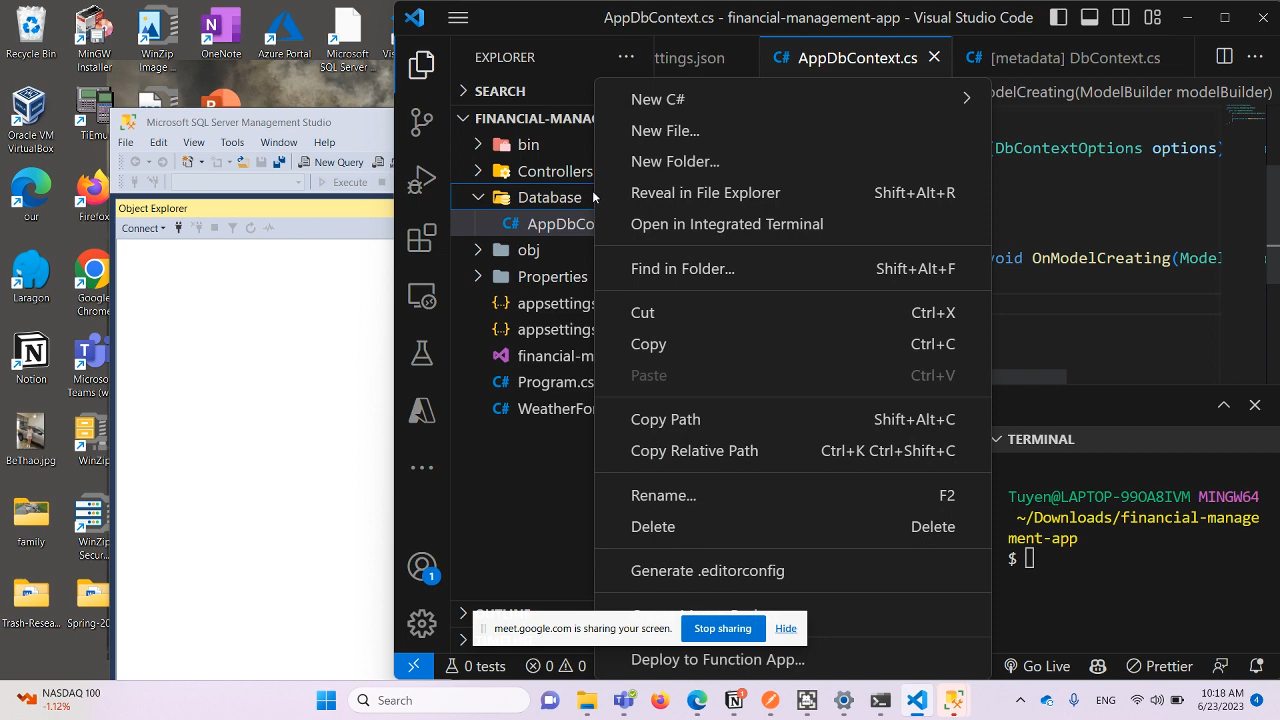 Recycle Bin
MinGW Installer
WinZip Image ...
OneNote
Azure Portal
Microsoft SQL Server ...
Oracle VM VirtualBox
TiEmu
our
Firefox
Laragon
Google Chrome
Notion
Microsoft Teams (w...
BeThao.jpg
WinZip
family
WinZip Secur...
Trash-Resea...
Spring-20
Microsoft SQL Server Management Studio
File Edit View Tools Window Help
New Query
Execute
Object Explorer
Connect
AppDbContext.cs - financial-management-app - Visual Studio Code
EXPLORER
ttings.json
AppDbContext.cs
[metadata] DbContext.cs
SEARCH
FINANCIAL-MANA
bin
Controllers
Database
AppDbCo
obj
Properties
appsettings
appsettings
financial-m
Program.cs
WeatherFor
odelCreating(ModelBuilder modelBuilder)
(DbContextOptions options)
void OnModelCreating(Model
New C#
New File...
New Folder...
Reveal in File Explorer Shift+Alt+R
Open in Integrated Terminal
Find in Folder... Shift+Alt+F
Cut Ctrl+X
Copy Ctrl+C
Paste Ctrl+V
Copy Path Shift+Alt+C
Copy Relative Path Ctrl+K Ctrl+Shift+C
Rename... F2
Delete Delete
Generate .editorconfig
Deploy to Function App...
TERMINAL
Tuyen@LAPTOP-99OA8IVM MINGW64
~/Downloads/financial-manage
ment-app
$
1
meet.google.com is sharing your screen. Stop sharing Hide
0 tests 0 0
Go Live
Prettier
NASDAQ 100
-1.12%
Search
ENG
10:18 AM
6/23/2023
4